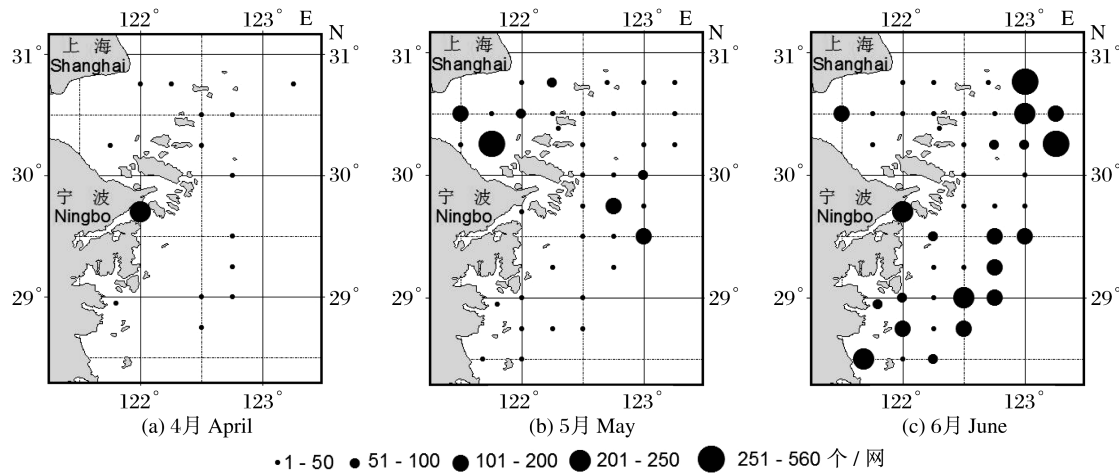 122° 123° E
N
上 海
Shanghai
31°
30°
宁 波
Ningbo
29°
122° 123°
(a) 4月 April
122° 123° E
N
上 海
Shanghai
31° 31°
30° 30°
宁 波
Ningbo
29° 29°
122° 123°
(b) 5月 May
122° 123° E
N
上 海
Shanghai
31° 31°
30° 30°
宁 波
Ningbo
29° 29°
122° 123°
(c) 6月 June
1 - 50 51 - 100 101 - 200 201 - 250 251 - 560 个 / 网